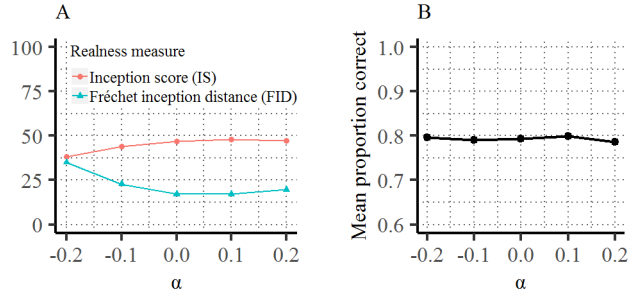 A
Realness measure
Inception score (IS)
Fréchet inception distance (FID)
100
75
50
25
0
-0.2 -0.1 0.0 0.1 0.2
α
B
Mean proportion correct
1.0
0.9
0.8
0.7
0.6
-0.2 -0.1 0.0 0.1 0.2
α